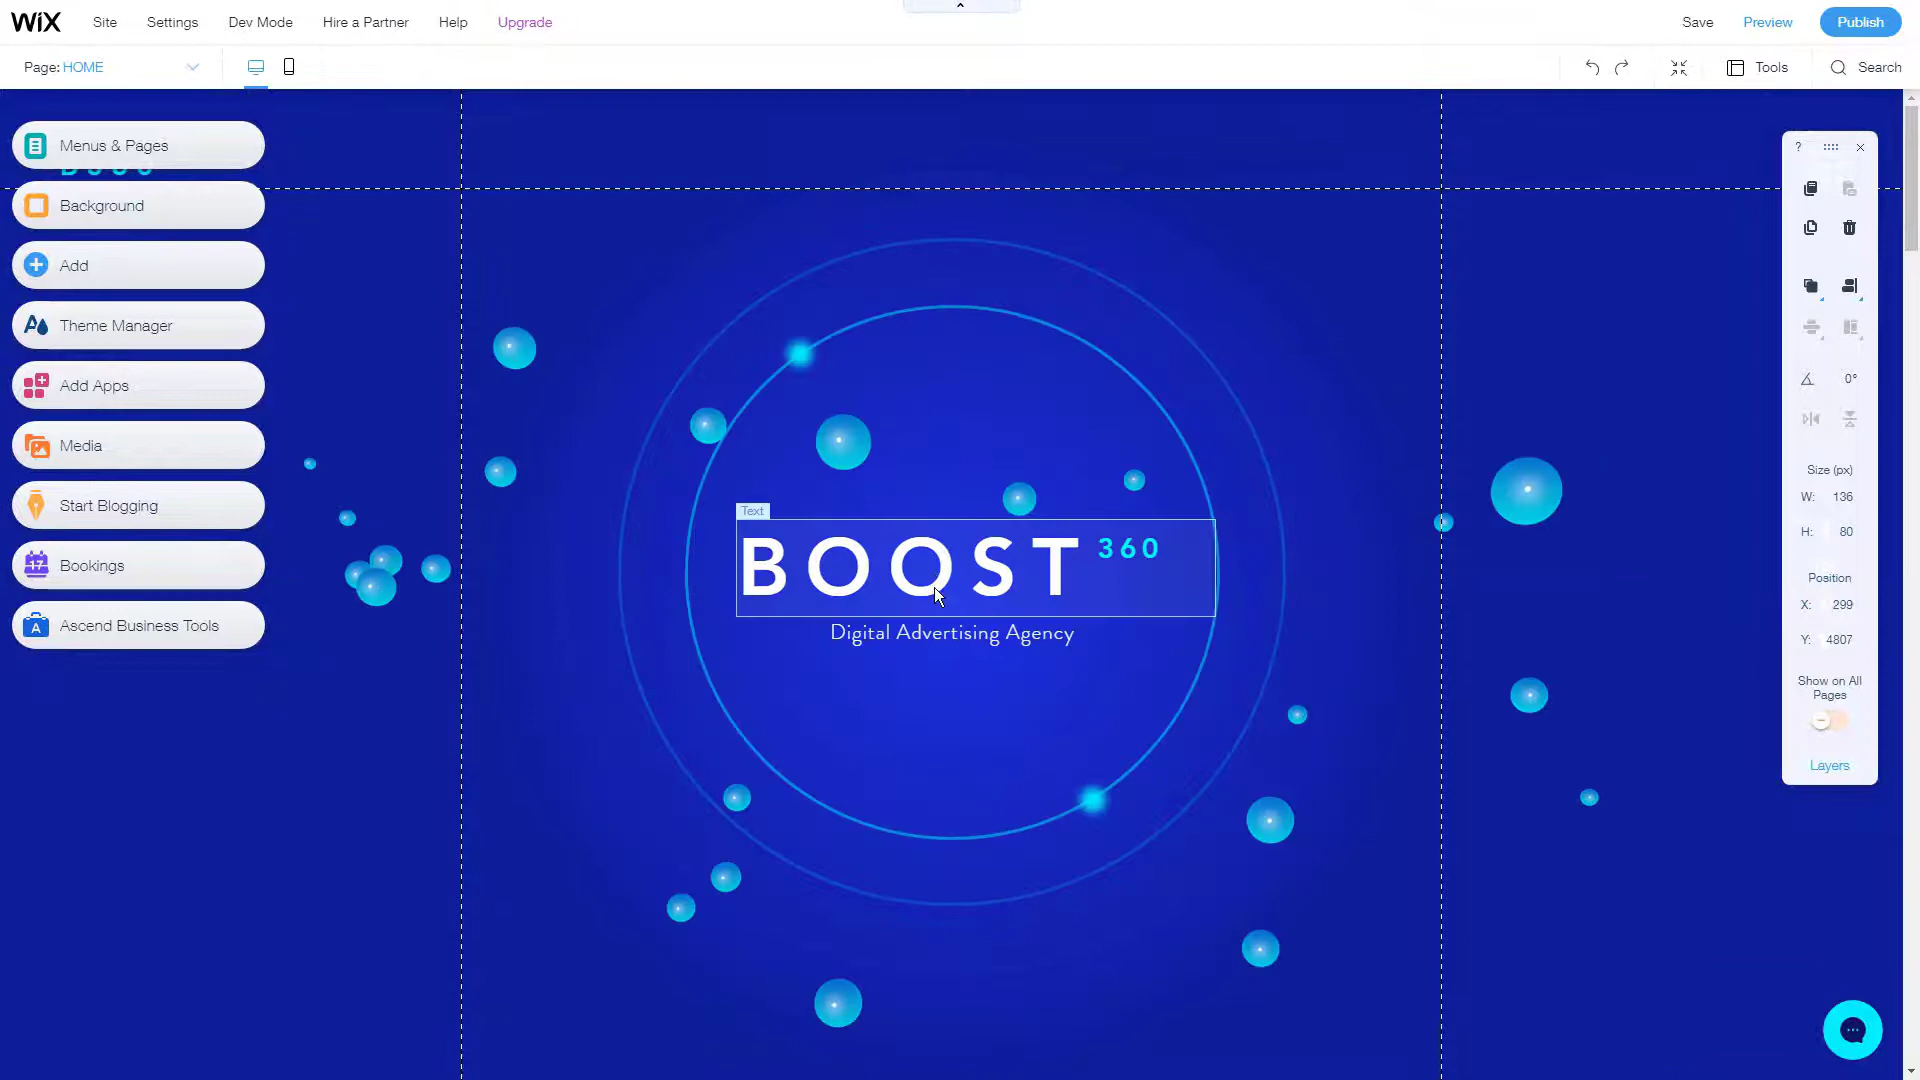 WiX Site Settings Dev Mode Hire a Partner Help Upgrade Save Preview Publish
Page: HOME Tools Search
Menus & Pages
B360
Background
Add
Theme Manager
Add Apps
Media
Start Blogging
17 Bookings
A Ascend Business Tools
Text
BOOST 360
Digital Advertising Agency
?
0°
Size (px)
W: 136
H: 80
Position
X: 299
Y: 4807
Show on All
Pages
Layers